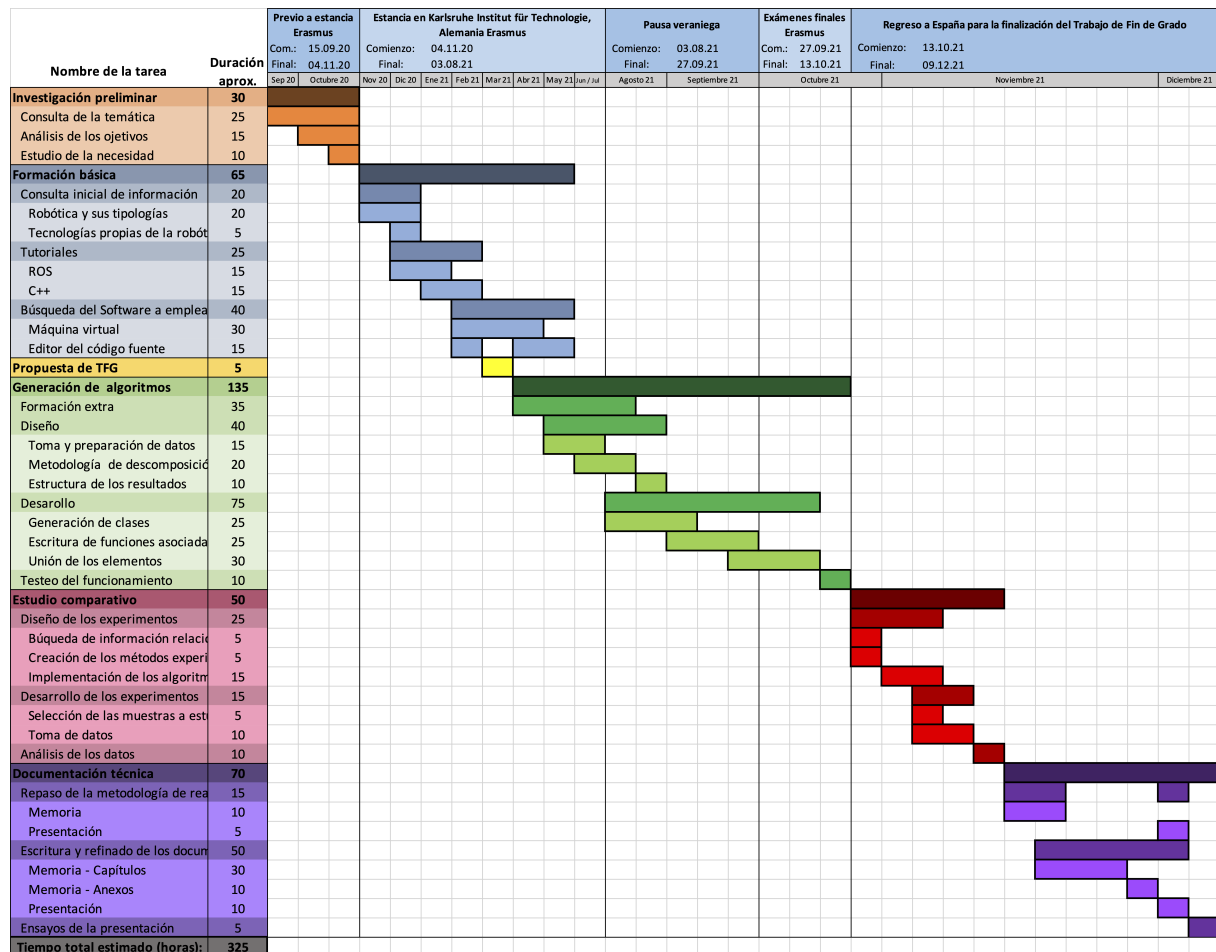 Previo a estancia Erasmus
Com.: 15.09.20
Final: 04.11.20
Estancia en Karlsruhe Institut für Technologie, Alemania Erasmus
Comienzo: 04.11.20
Final: 03.08.21
Pausa veraniega
Comienzo: 03.08.21
Final: 27.09.21
Exámenes finales Erasmus
Com.: 27.09.21
Final: 13.10.21
Regreso a España para la finalización del Trabajo de Fin de Grado
Comienzo: 13.10.21
Final: 09.12.21
Nombre de la tarea
Duración aprox.
Sep 20 Octubre 20 Nov 20 Dic 20 Ene 21 Feb 21 Mar 21 Abr 21 May 21 Jun / Jul Agosto 21 Septiembre 21 Octubre 21 Noviembre 21 Diciembre 21
Investigación preliminar 30
Consulta de la temática 25
Análisis de los ojetivos 15
Estudio de la necesidad 10
Formación básica 65
Consulta inicial de información 20
Robótica y sus tipologías 20
Tecnologías propias de la robót 5
Tutoriales 25
ROS 15
C++ 15
Búsqueda del Software a emplea 40
Máquina virtual 30
Editor del código fuente 15
Propuesta de TFG 5
Generación de algoritmos 135
Formación extra 35
Diseño 40
Toma y preparación de datos 15
Metodología de descomposició 20
Estructura de los resultados 10
Desarollo 75
Generación de clases 25
Escritura de funciones asociada 25
Unión de los elementos 30
Testeo del funcionamiento 10
Estudio comparativo 50
Diseño de los experimentos 25
Búqueda de información relació 5
Creación de los métodos experi 5
Implementación de los algoritm 15
Desarrollo de los experimentos 15
Selección de las muestras a estu 5
Toma de datos 10
Análisis de los datos 10
Documentación técnica 70
Repaso de la metodología de rea 15
Memoria 10
Presentación 5
Escritura y refinado de los docum 50
Memoria - Capítulos 30
Memoria - Anexos 10
Presentación 10
Ensayos de la presentación 5
Tiempo total estimado (horas): 325